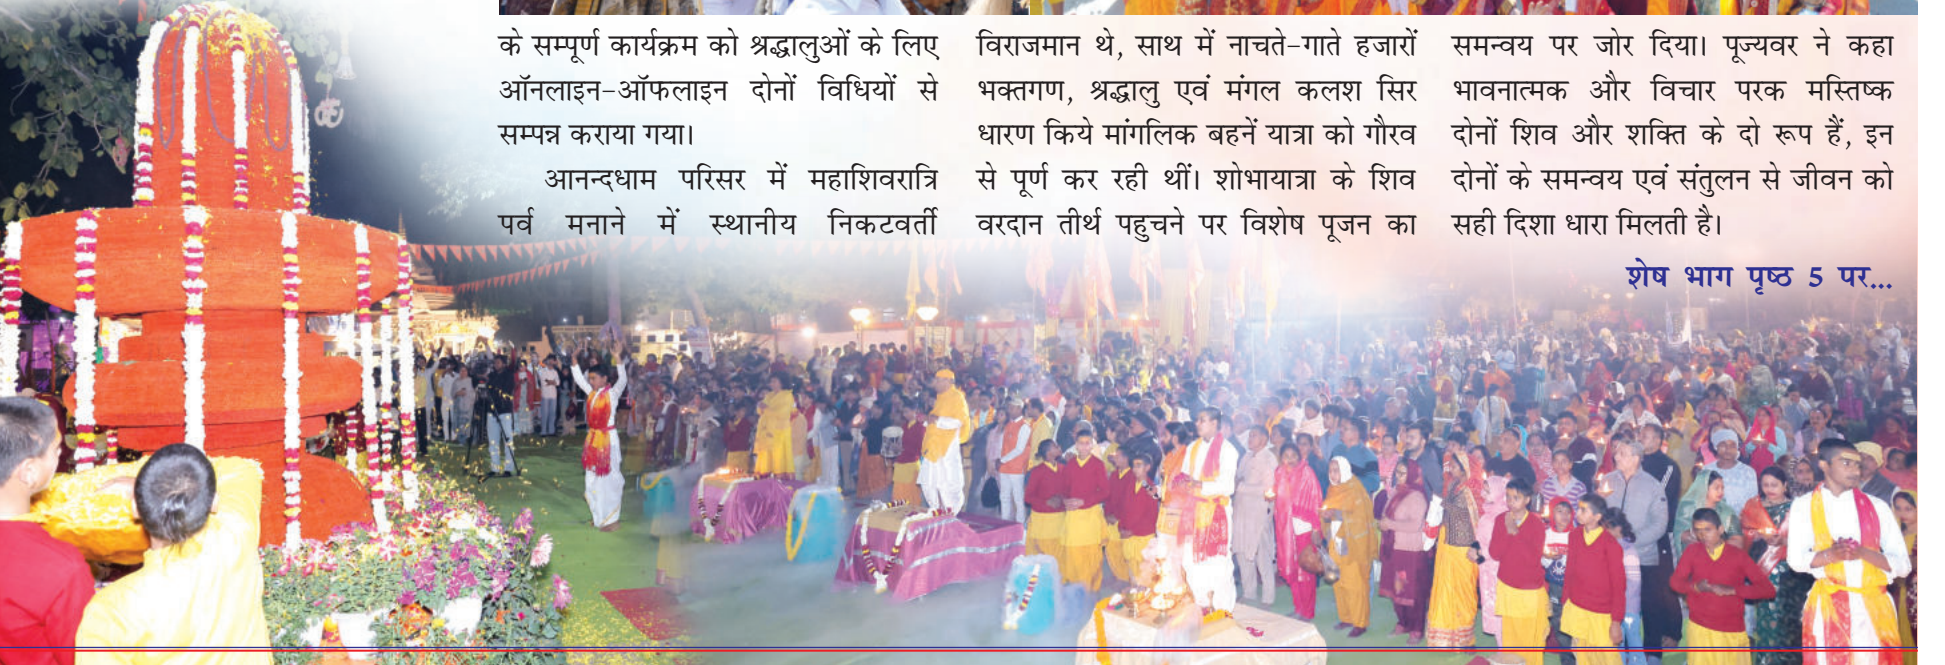 के सम्पूर्ण कार्यक्रम को श्रद्धालुओं के लिए
ऑनलाइन-ऑफलाइन दोनों विधियों से
सम्पन्न कराया गया।
आनन्दधाम परिसर में महाशिवरात्रि
पर्व मनाने में स्थानीय निकटवर्ती
विराजमान थे, साथ में नाचते-गाते हजारों
भक्तगण, श्रद्धालु एवं मंगल कलश सिर
धारण किये मांगलिक बहनें यात्रा को गौरव
से पूर्ण कर रही थीं। शोभायात्रा के शिव
वरदान तीर्थ पहुचने पर विशेष पूजन का
समन्वय पर जोर दिया। पूज्यवर ने कहा
भावनात्मक और विचार परक मस्तिष्क
दोनों शिव और शक्ति के दो रूप हैं, इन
दोनों के समन्वय एवं संतुलन से जीवन को
सही दिशा धारा मिलती है।
शेष भाग पृष्ठ 5 पर...